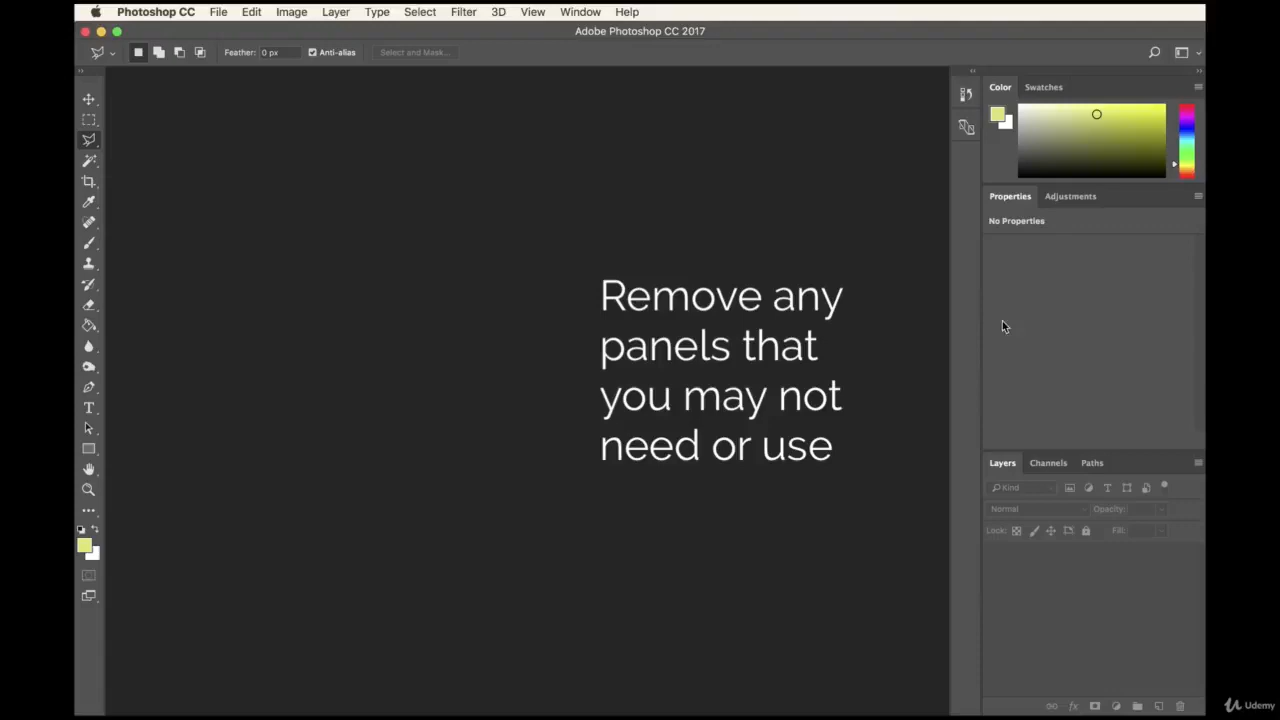 Photoshop CC File Edit Image Layer Type Select Filter 3D View Window Help
Adobe Photoshop CC 2017
Feather: 0 px Anti-alias Select and Mask...
Color Swatches
Properties Adjustments
No Properties
Remove any
panels that
you may not
need or use
Layers Channels Paths
Kind
Normal Opacity:
Lock: Fill:
Udemy